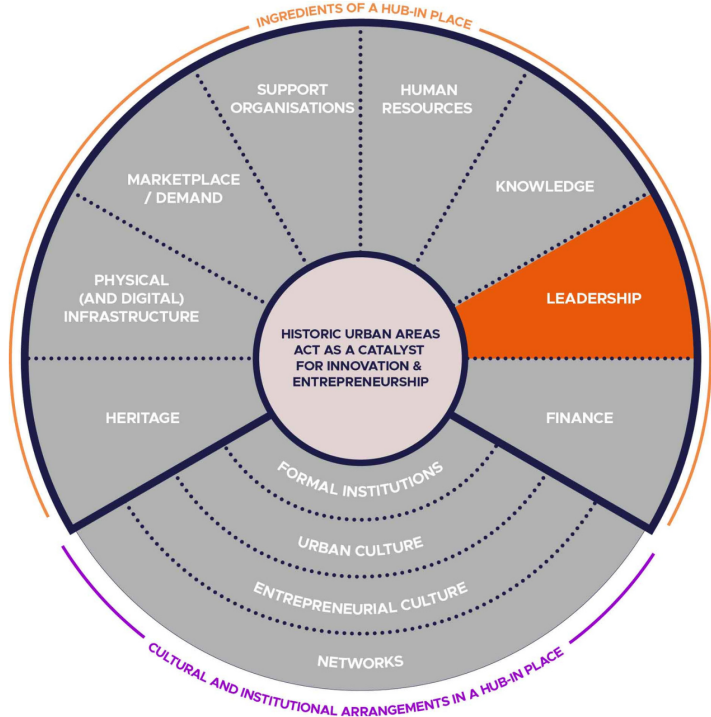 INGREDIENTS OF A HUB-IN PLACE
SUPPORT
ORGANISATIONS
HUMAN
RESOURCES
MARKETPLACE
/ DEMAND
KNOWLEDGE
PHYSICAL
(AND DIGITAL)
INFRASTRUCTURE
LEADERSHIP
HISTORIC URBAN AREAS
ACT AS A CATALYST
FOR INNOVATION &
ENTREPRENEURSHIP
HERITAGE
FINANCE
FORMAL INSTITUTIONS
URBAN CULTURE
ENTREPRENEURIAL CULTURE
NETWORKS
CULTURAL AND INSTITUTIONAL ARRANGEMENTS IN A HUB-IN PLACE